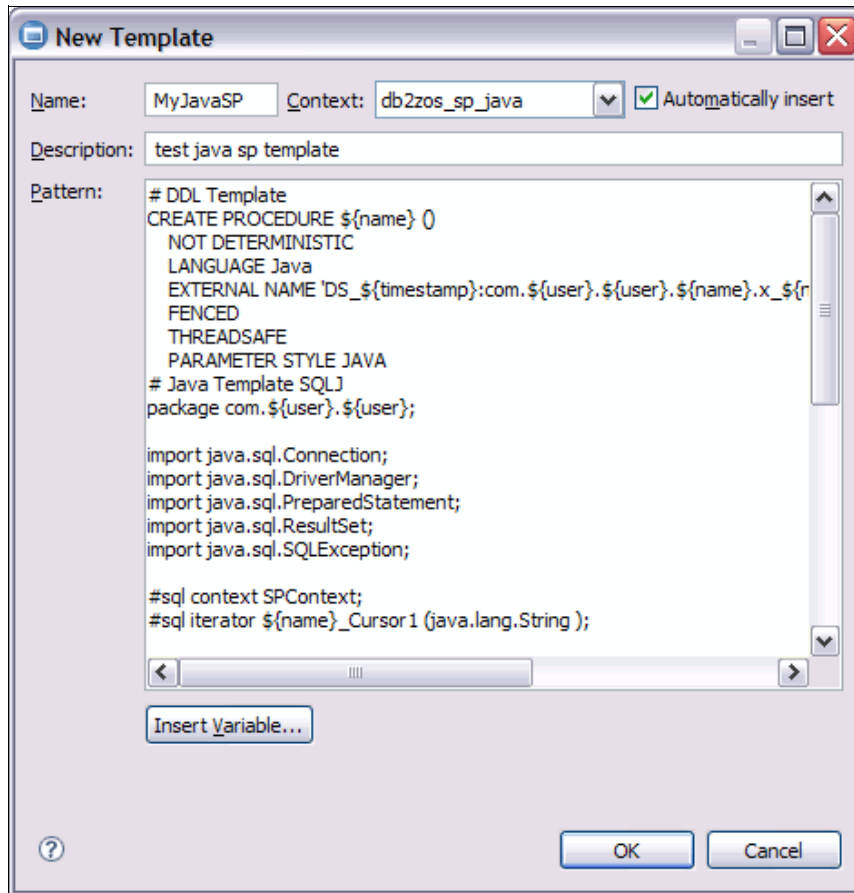 New Template
Name: MyJavaSP Context: db2zos_sp_java Automatically insert
Description: test java sp template
Pattern:
# DDL Template
CREATE PROCEDURE ${name} ()
NOT DETERMINISTIC
LANGUAGE Java
EXTERNAL NAME 'DS_${timestamp}:com.${user}.${user}.${name}.x_${n
FENCED
THREADSAFE
PARAMETER STYLE JAVA
# Java Template SQLJ
package com.${user}.${user};
import java.sql.Connection;
import java.sql.DriverManager;
import java.sql.PreparedStatement;
import java.sql.ResultSet;
import java.sql.SQLException;
#sql context SPContext;
#sql iterator ${name}_Cursor1 (java.lang.String );
Insert Variable...
? OK Cancel